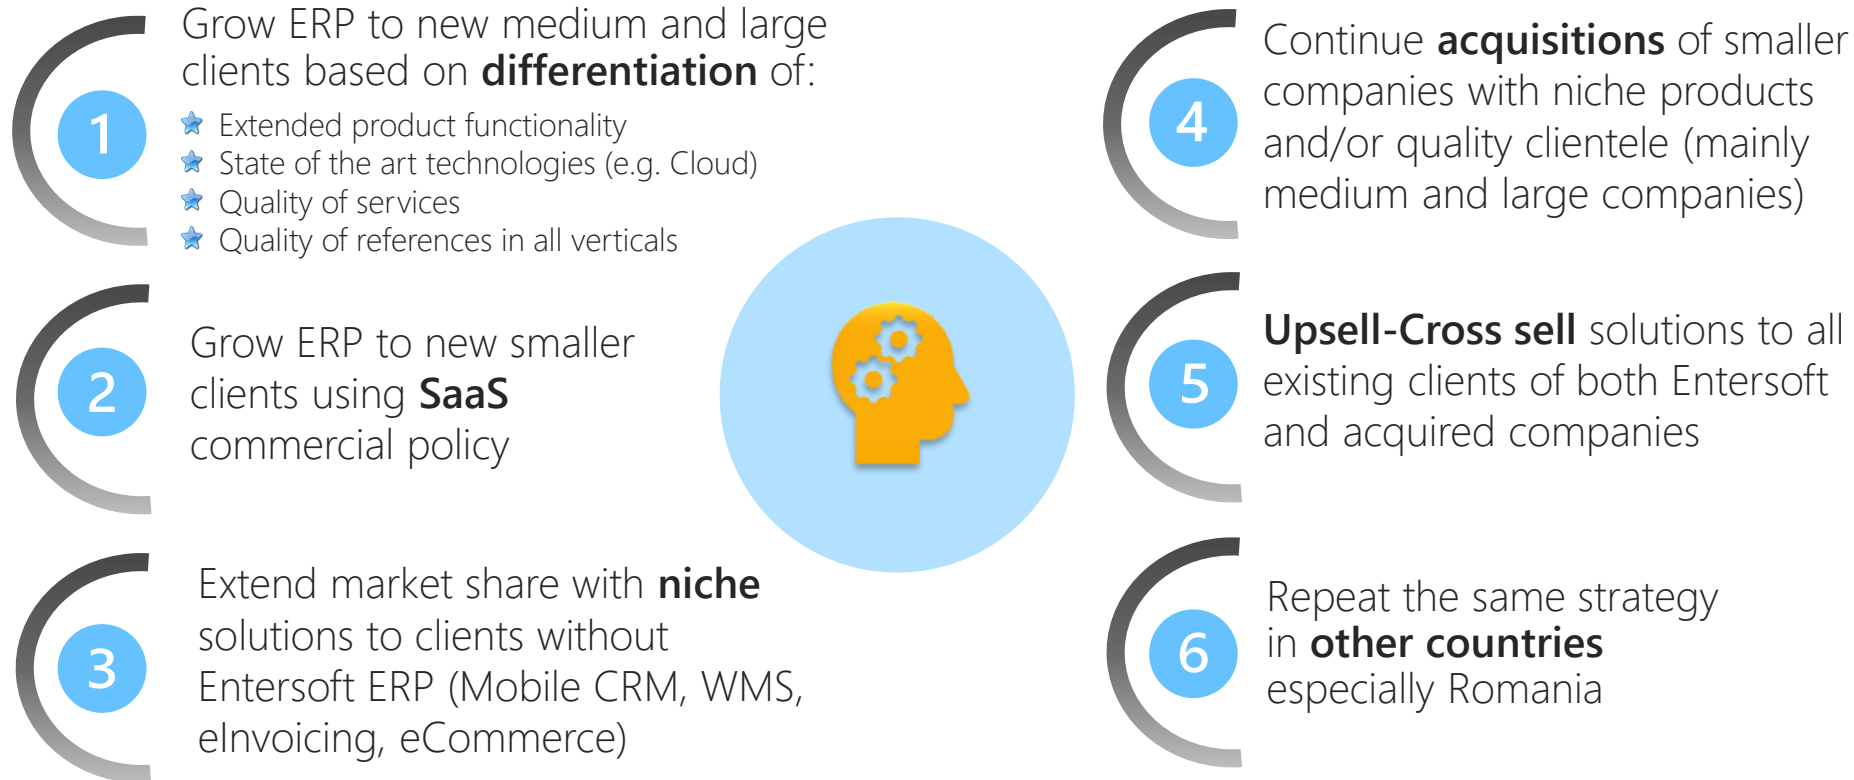 1
Grow ERP to new medium and large
clients based on differentiation of:
Extended product functionality
State of the art technologies (e.g. Cloud)
Quality of services
Quality of references in all verticals
2
Grow ERP to new smaller
clients using SaaS
commercial policy
3
Extend market share with niche
solutions to clients without
Entersoft ERP (Mobile CRM, WMS,
eInvoicing, eCommerce)
4
Continue acquisitions of smaller
companies with niche products
and/or quality clientele (mainly
medium and large companies)
5
Upsell-Cross sell solutions to all
existing clients of both Entersoft
and acquired companies
6
Repeat the same strategy
in other countries
especially Romania